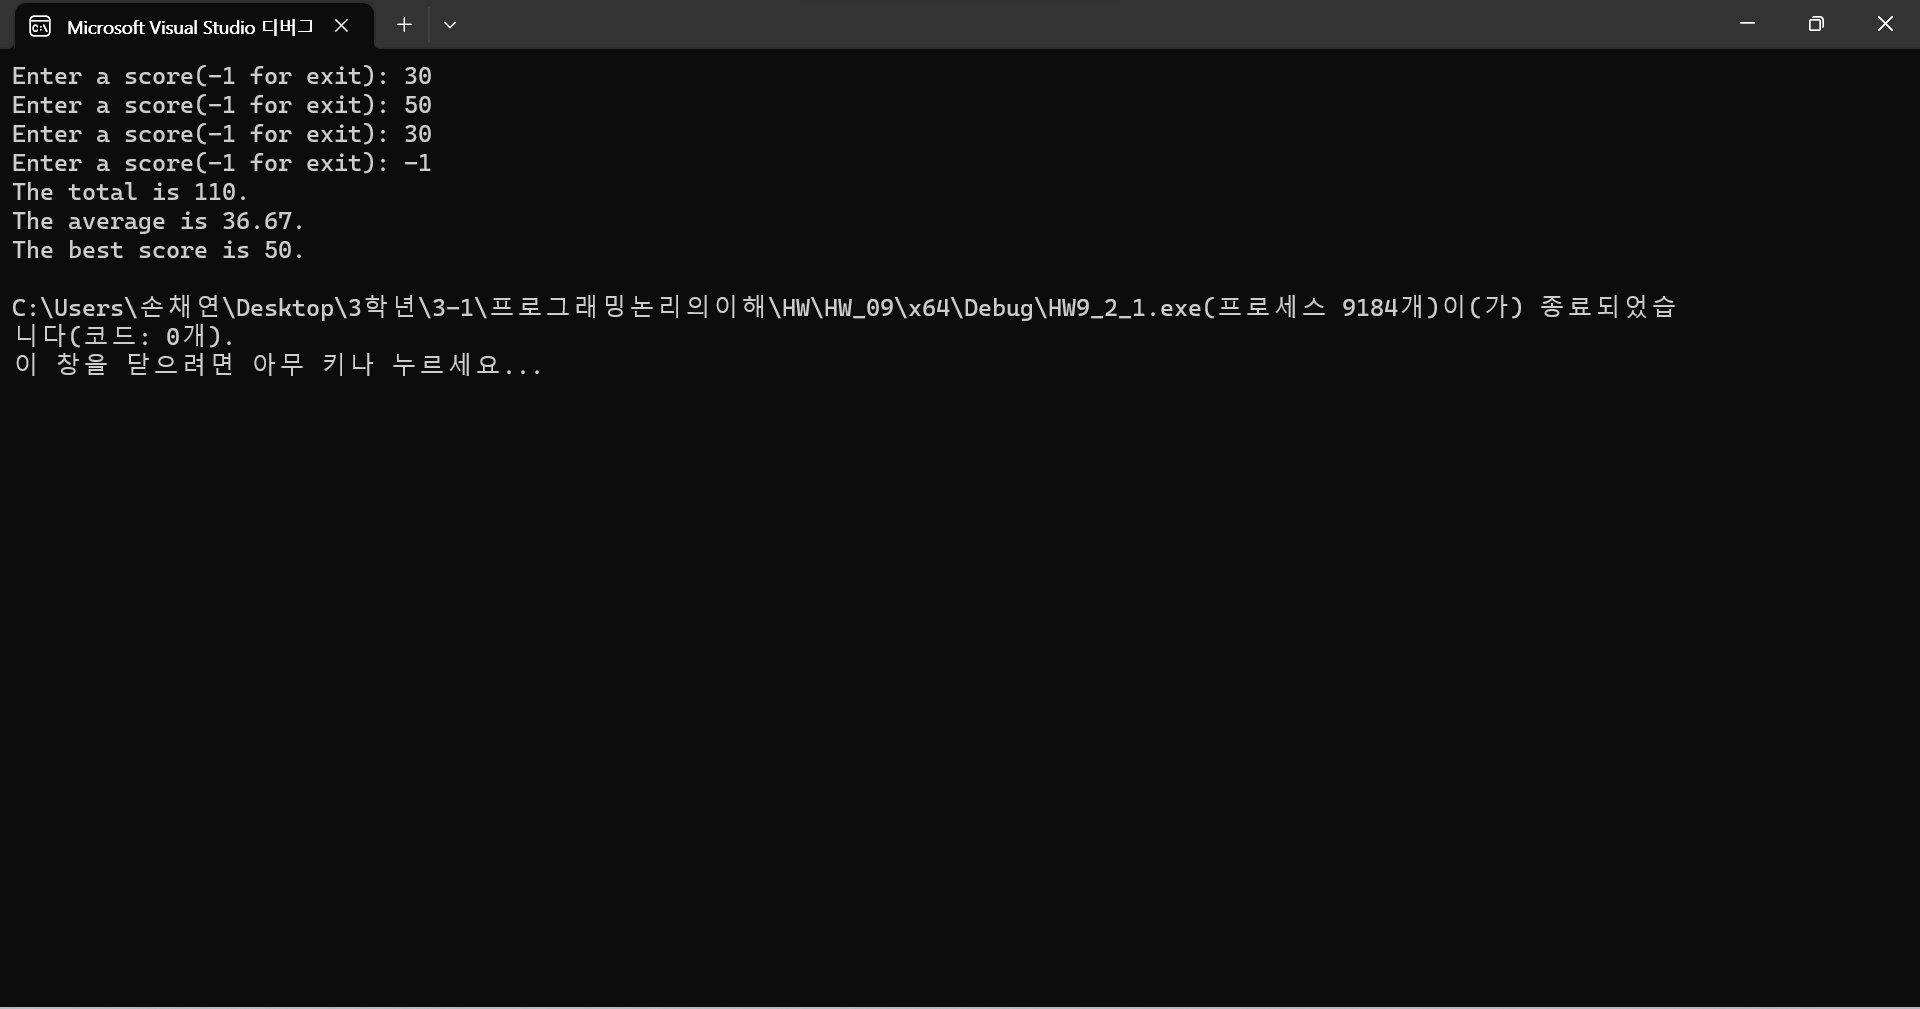 Microsoft Visual Studio 디버그
Enter a score(-1 for exit): 30
Enter a score(-1 for exit): 50
Enter a score(-1 for exit): 30
Enter a score(-1 for exit): -1
The total is 110.
The average is 36.67.
The best score is 50.
C:\Users\손채연\Desktop\3학년\3-1\프로그래밍논리의이해\HW\HW_09\x64\Debug\HW9_2_1.exe(프로세스 9184개)이(가) 종료되었습
니다(코드: 0개).
이 창을 닫으려면 아무 키나 누르세요...